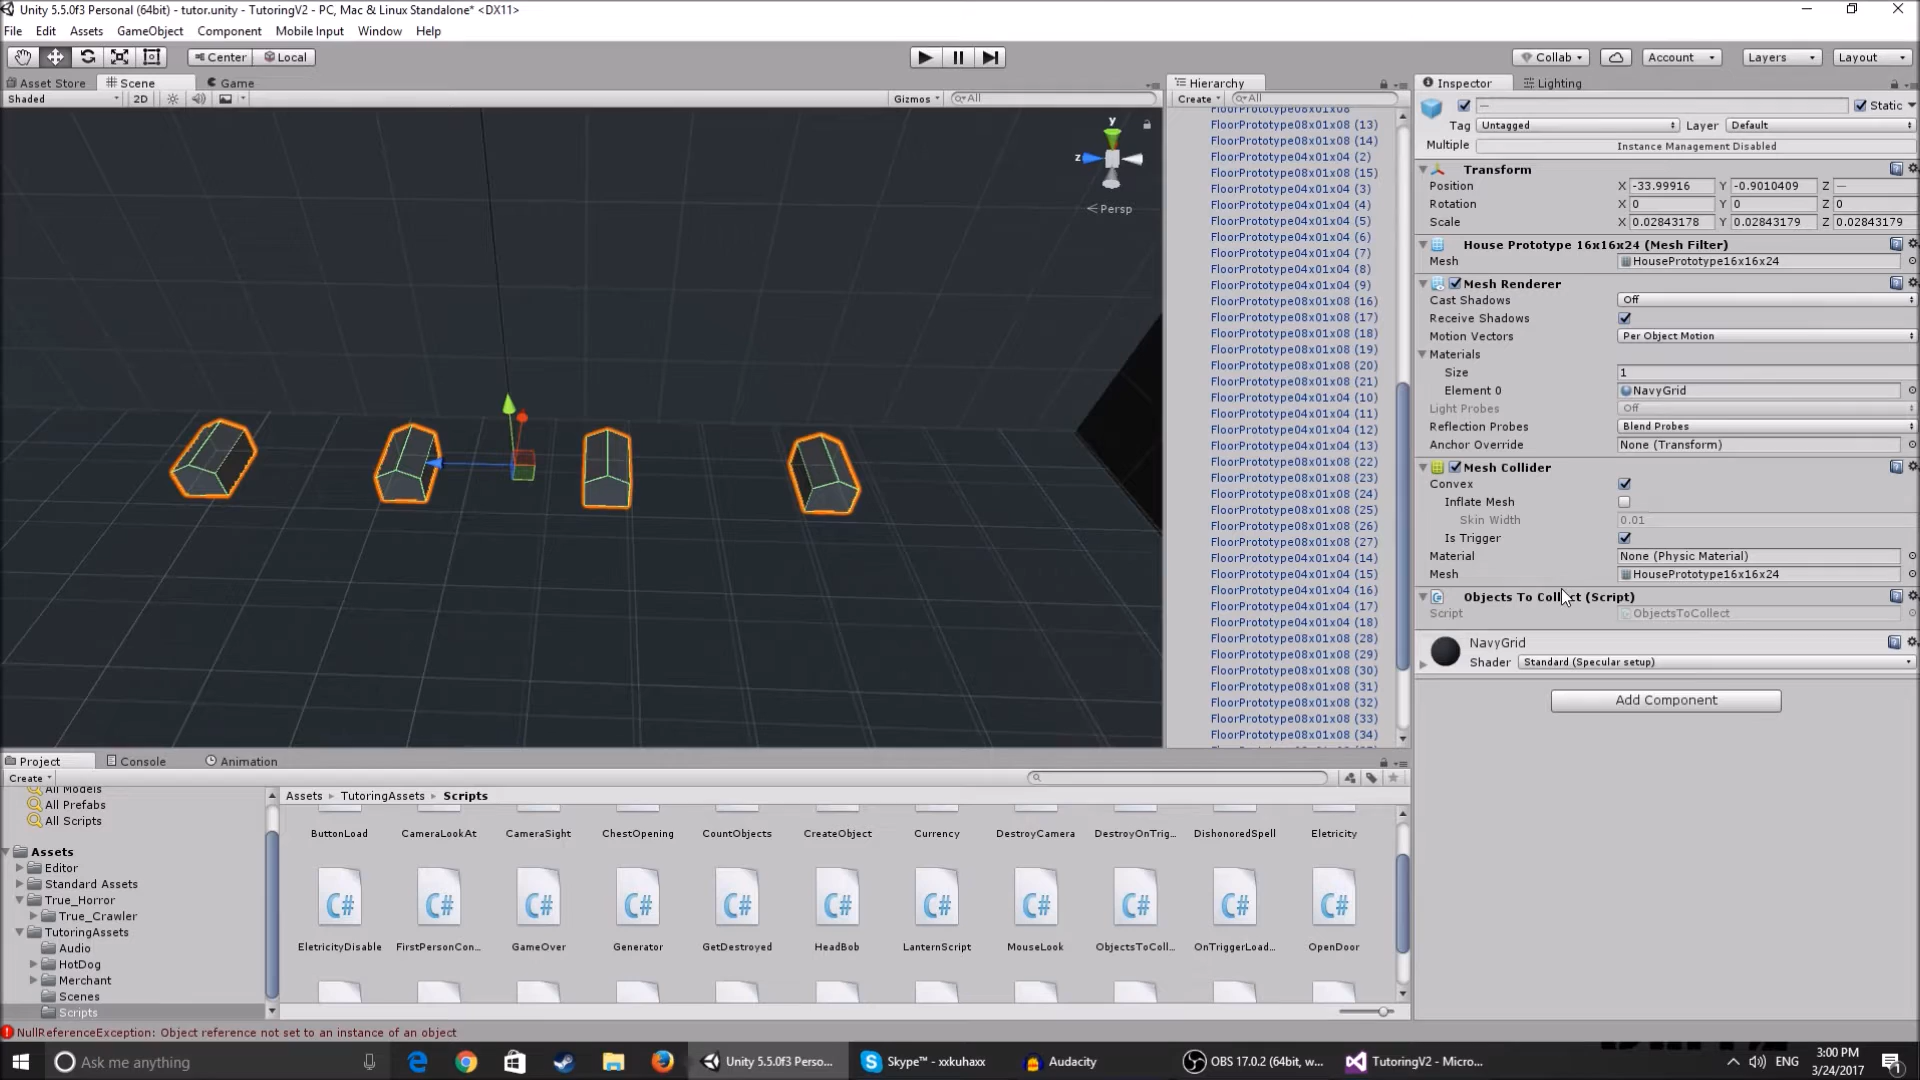 Unity 5.5.0f3 Personal (64bit) - tutor.unity - TutoringV2 - PC, Mac & Linux Standalone* <DX11>
File Edit Assets GameObject Component Mobile Input Window Help
Center Local Collab Account Layers Layout
Asset Store Scene Game
Shaded 2D Gizmos All
y
z
Persp
Hierarchy
Create All
FloorPrototype08x01x08
FloorPrototype08x01x08 (13)
FloorPrototype08x01x08 (14)
FloorPrototype04x01x04 (2)
FloorPrototype08x01x08 (15)
FloorPrototype04x01x04 (3)
FloorPrototype04x01x04 (4)
FloorPrototype04x01x04 (5)
FloorPrototype04x01x04 (6)
FloorPrototype04x01x04 (7)
FloorPrototype04x01x04 (8)
FloorPrototype04x01x04 (9)
FloorPrototype08x01x08 (16)
FloorPrototype08x01x08 (17)
FloorPrototype08x01x08 (18)
FloorPrototype08x01x08 (19)
FloorPrototype08x01x08 (20)
FloorPrototype08x01x08 (21)
FloorPrototype04x01x04 (10)
FloorPrototype04x01x04 (11)
FloorPrototype04x01x04 (12)
FloorPrototype04x01x04 (13)
FloorPrototype08x01x08 (22)
FloorPrototype08x01x08 (23)
FloorPrototype08x01x08 (24)
FloorPrototype08x01x08 (25)
FloorPrototype08x01x08 (26)
FloorPrototype08x01x08 (27)
FloorPrototype04x01x04 (14)
FloorPrototype04x01x04 (15)
FloorPrototype04x01x04 (16)
FloorPrototype04x01x04 (17)
FloorPrototype04x01x04 (18)
FloorPrototype08x01x08 (28)
FloorPrototype08x01x08 (29)
FloorPrototype08x01x08 (30)
FloorPrototype08x01x08 (31)
FloorPrototype08x01x08 (32)
FloorPrototype08x01x08 (33)
FloorPrototype08x01x08 (34)
Inspector Lighting
— Static
Tag Untagged Layer Default
Multiple Instance Management Disabled
Transform
Position X -33.99916 Y -0.9010409 Z —
Rotation X 0 Y 0 Z 0
Scale X 0.02843178 Y 0.02843179 Z 0.02843179
House Prototype 16x16x24 (Mesh Filter)
Mesh HousePrototype16x16x24
Mesh Renderer
Cast Shadows Off
Receive Shadows
Motion Vectors Per Object Motion
Materials
Size 1
Element 0 NavyGrid
Light Probes Off
Reflection Probes Blend Probes
Anchor Override None (Transform)
Mesh Collider
Convex
Inflate Mesh
Skin Width 0.01
Is Trigger
Material None (Physic Material)
Mesh HousePrototype16x16x24
Objects To Collect (Script)
Script ObjectsToCollect
NavyGrid
Shader Standard (Specular setup)
Add Component
Project Console Animation
Create
All Models
All Prefabs
All Scripts
Assets
Editor
Standard Assets
True_Horror
True_Crawler
TutoringAssets
Audio
HotDog
Merchant
Scenes
Scripts
Assets TutoringAssets Scripts
ButtonLoad CameraLookAt CameraSight ChestOpening CountObjects CreateObject Currency DestroyCamera DestroyOnTrig... DishonoredSpell Eletricity
C# C# C# C# C# C# C# C# C# C# C#
EletricityDisable FirstPersonCon... GameOver Generator GetDestroyed HeadBob LanternScript MouseLook ObjectsToColl... OnTriggerLoad... OpenDoor
NullReferenceException: Object reference not set to an instance of an object
Ask me anything Unity 5.5.0f3 Perso... Skype™ - xxkuhaxx Audacity OBS 17.0.2 (64bit, w... TutoringV2 - Micro... ENG 3:00 PM
3/24/2017